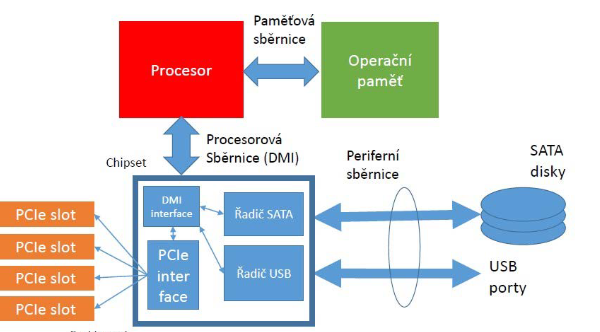 Paměťová
sběrnice
Procesor
Operační
paměť
Procesorová
Sběrnice (DMI)
Chipset
Periferní
sběrnice
SATA
disky
DMI
interface
Řadič SATA
PCIe slot
PCIe slot
PCIe slot
PCIe slot
PCIe
inter
face
Řadič USB
USB
porty